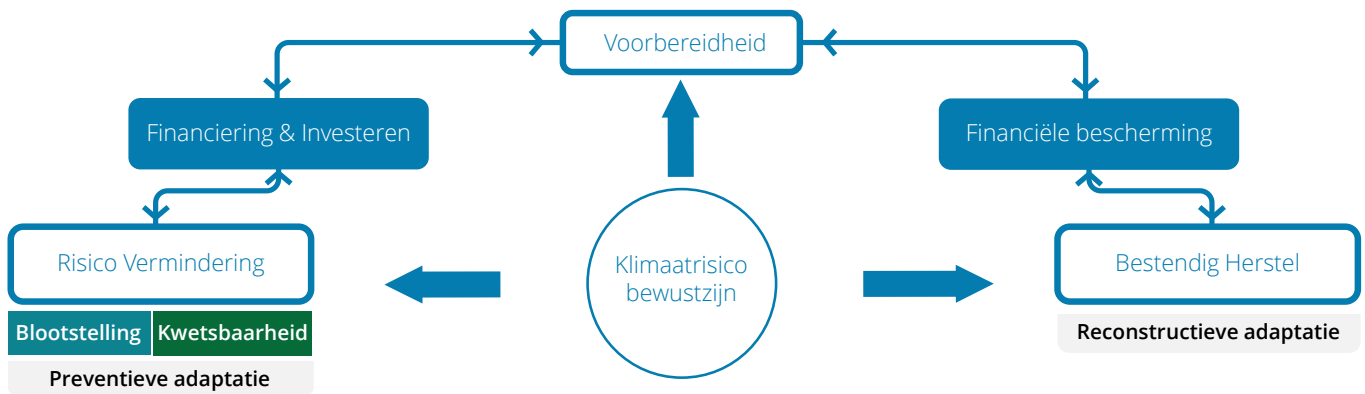 Voorbereidheid
Financiering & Investeren
Financiële bescherming
Risico Vermindering
Klimaatrisico
bewustzijn
Bestendig Herstel
Blootstelling
Kwetsbaarheid
Preventieve adaptatie
Reconstructieve adaptatie